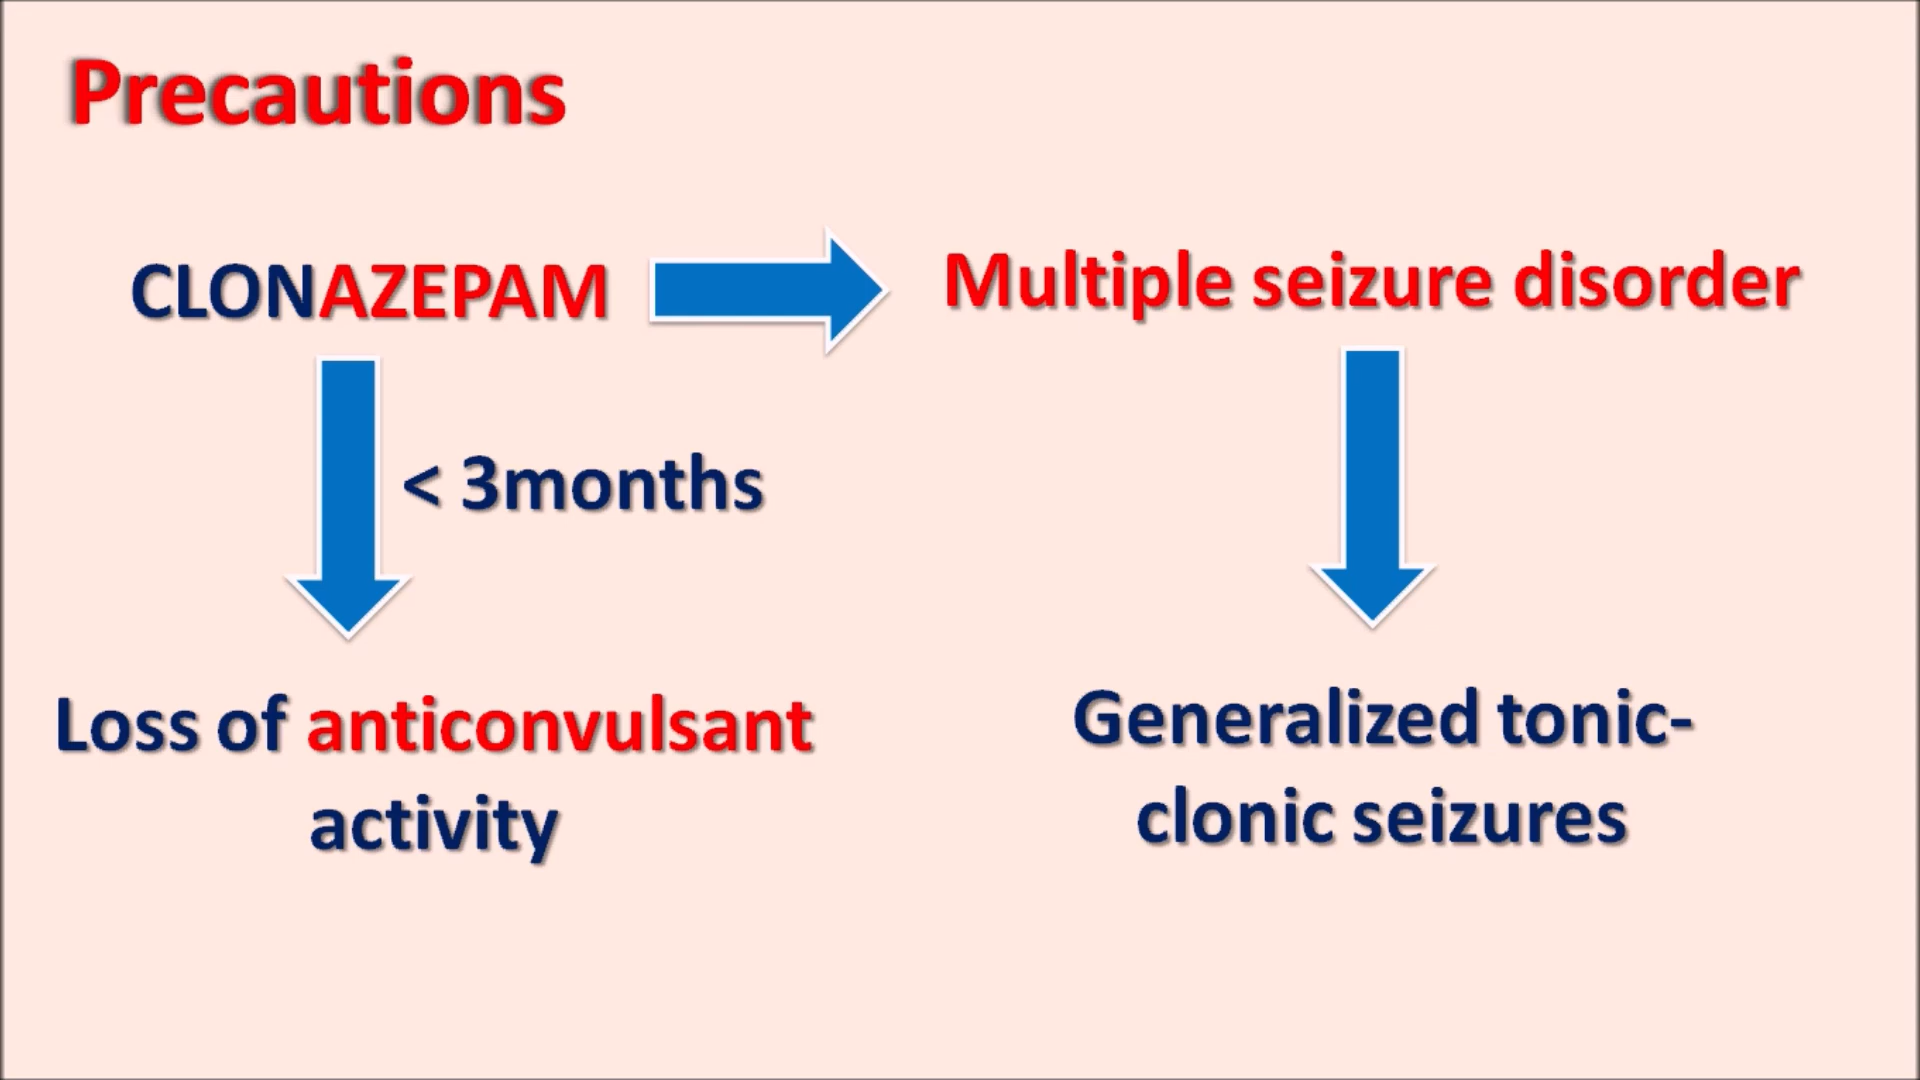 Precautions
CLONAZEPAM
Multiple seizure disorder
< 3months
Loss of anticonvulsant
activity
Generalized tonic-
clonic seizures